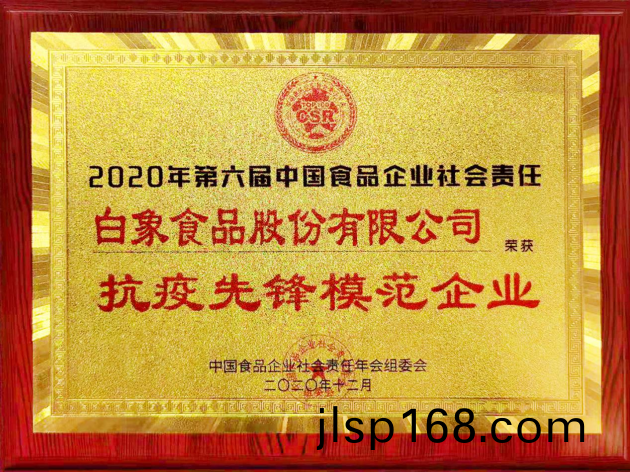 CSR
2020年第六届中国食品企业社会责任
白象食品股份有限公司
荣获
抗疫先锋模范企业
中国食品企业社会责任年会组委会
二〇二〇年十二月
jlsp168.com